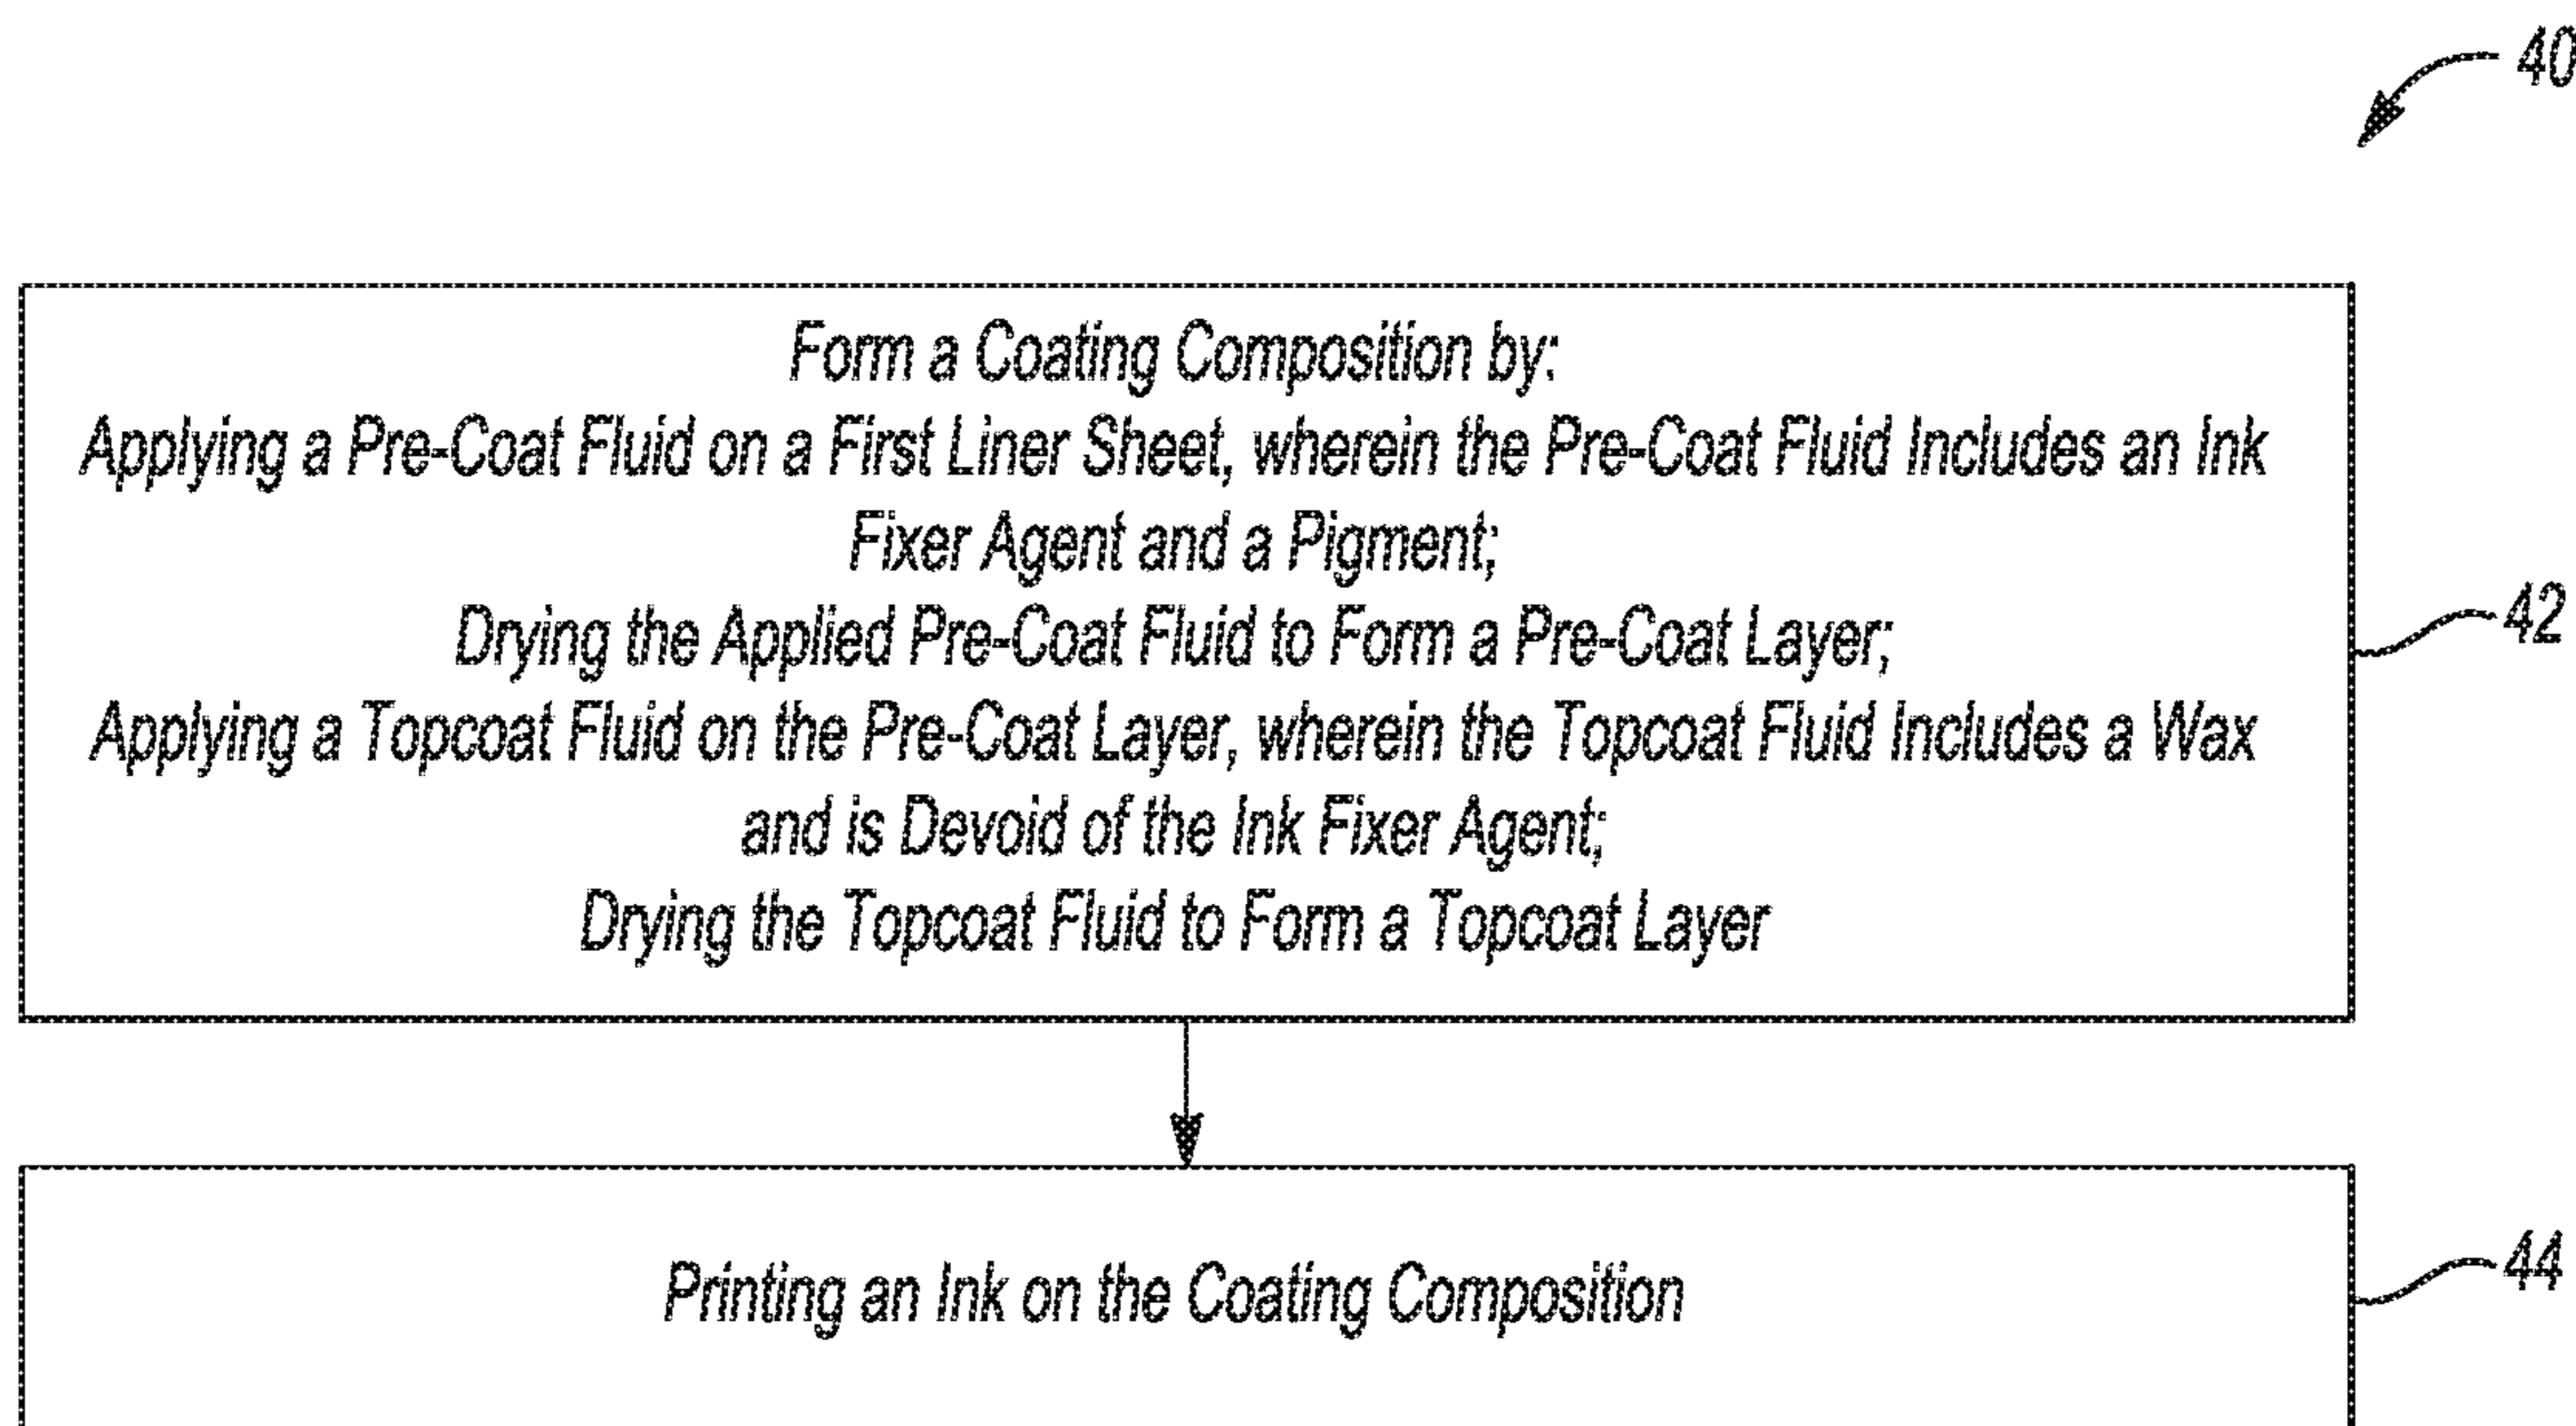 40
Form a Coating Composition by:
Applying a Pre-Coat Fluid on a First Liner Sheet, wherein the Pre-Coat Fluid Includes an Ink
Fixer Agent and a Pigment;
Drying the Applied Pre-Coat Fluid to Form a Pre-Coat Layer;
42
Applying a Topcoat Fluid on the Pre-Coat Layer, wherein the Topcoat Fluid Includes a Wax
and is Devoid of the Ink Fixer Agent;
Drying the Topcoat Fluid to Form a Topcoat Layer
Printing an Ink on the Coating Composition
44